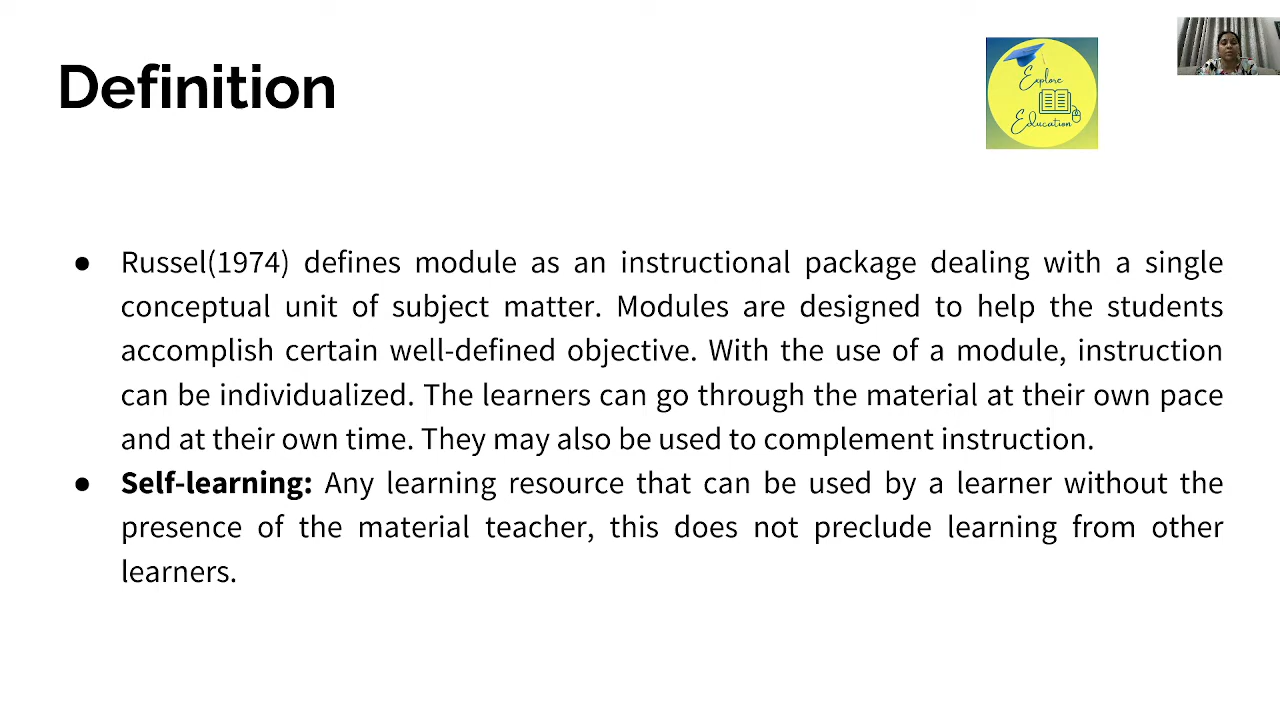 Definition
Explore
Education
● Russel(1974) defines module as an instructional package dealing with a single
conceptual unit of subject matter. Modules are designed to help the students
accomplish certain well-defined objective. With the use of a module, instruction
can be individualized. The learners can go through the material at their own pace
and at their own time. They may also be used to complement instruction.
● Self-learning: Any learning resource that can be used by a learner without the
presence of the material teacher, this does not preclude learning from other
learners.